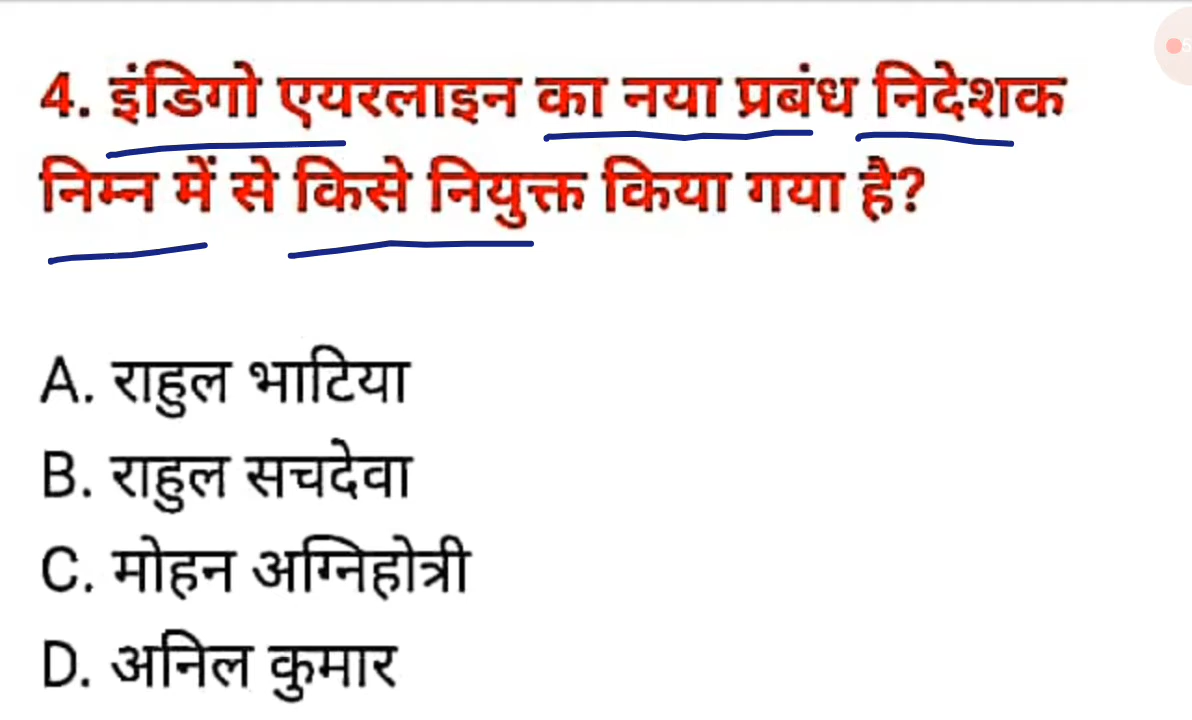 4. इंडिगो एयरलाइन का नया प्रबंध निदेशक
निम्न में से किसे नियुक्त किया गया है?
A. राहुल भाटिया
B. राहुल सचदेवा
C. मोहन अग्निहोत्री
D. अनिल कुमार